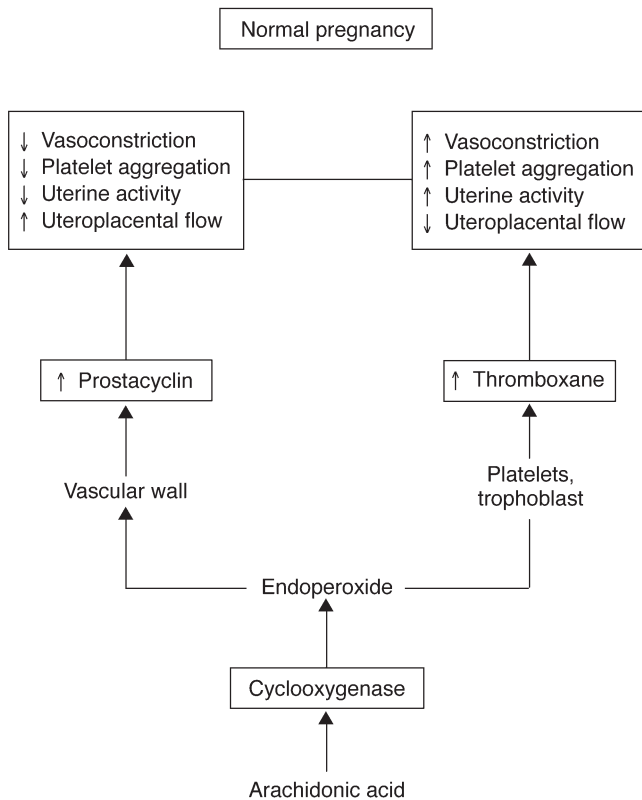 Normal pregnancy
↓ Vasoconstriction
↓ Platelet aggregation
↓ Uterine activity
↑ Uteroplacental flow
↑ Vasoconstriction
↑ Platelet aggregation
↑ Uterine activity
↓ Uteroplacental flow
↑ Prostacyclin
↑ Thromboxane
Vascular wall
Platelets,
trophoblast
Endoperoxide
Cyclooxygenase
Arachidonic acid